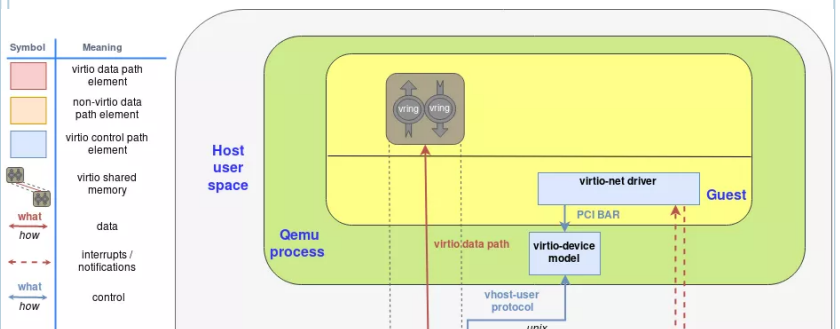 Symbol
Meaning
virtio data path
element
non-virtio data
path element
virtio control path
element
virtio shared
memory
what
how
data
interrupts /
notifications
what
how
control
Host
user
space
Qemu
process
vring
vring
virtio-net driver
Guest
PCI BAR
virtio data path
virtio-device
model
vhost-user
protocol
unix